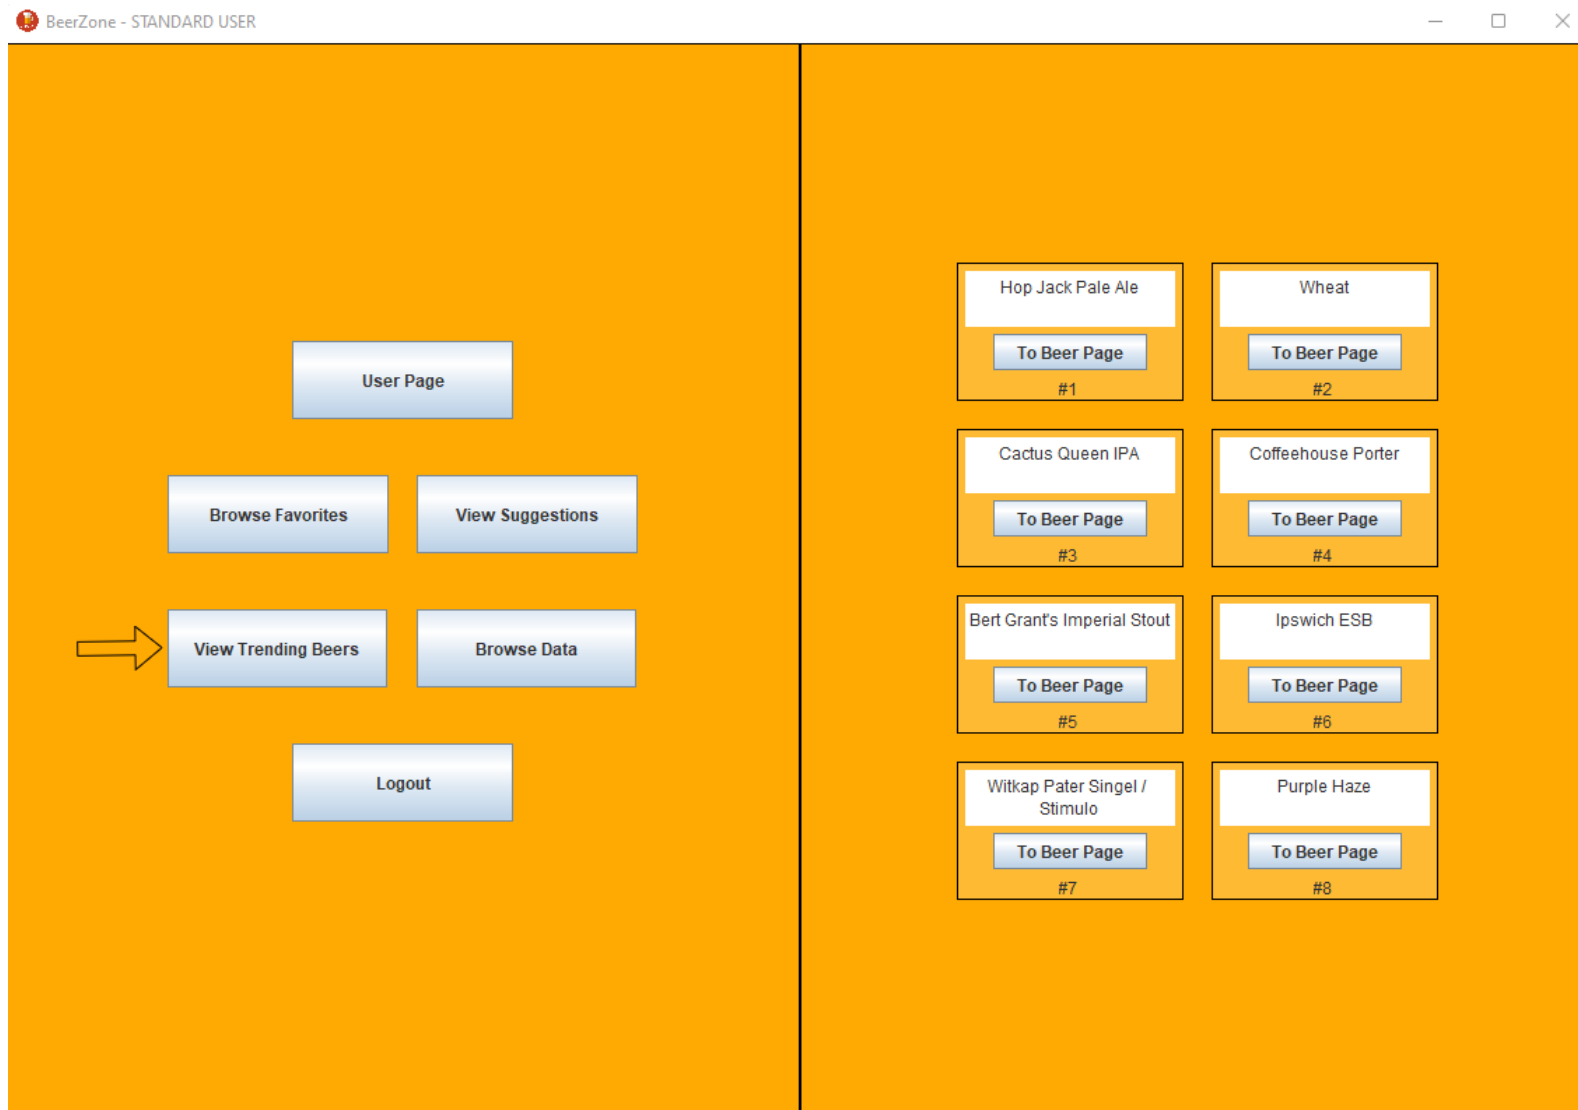 BeerZone - STANDARD USER
User Page
Browse Favorites
View Suggestions
View Trending Beers
Browse Data
Logout
Hop Jack Pale Ale
To Beer Page
#1
Wheat
To Beer Page
#2
Cactus Queen IPA
To Beer Page
#3
Coffeehouse Porter
To Beer Page
#4
Bert Grant's Imperial Stout
To Beer Page
#5
Ipswich ESB
To Beer Page
#6
Witkap Pater Singel /
Stimulo
To Beer Page
#7
Purple Haze
To Beer Page
#8